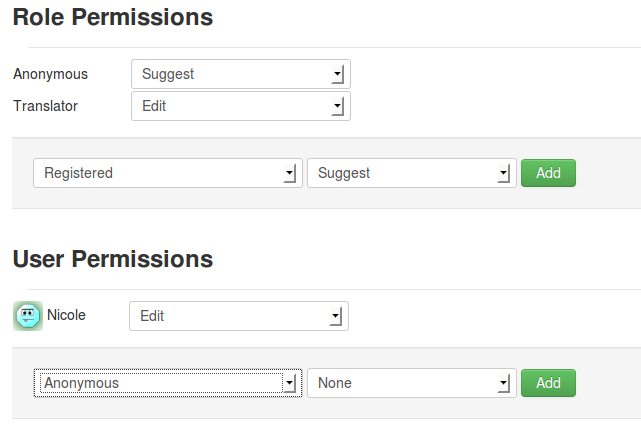 Role Permissions
Anonymous Suggest
Translator Edit
Registered Suggest Add
User Permissions
Nicole Edit
Anonymous None Add